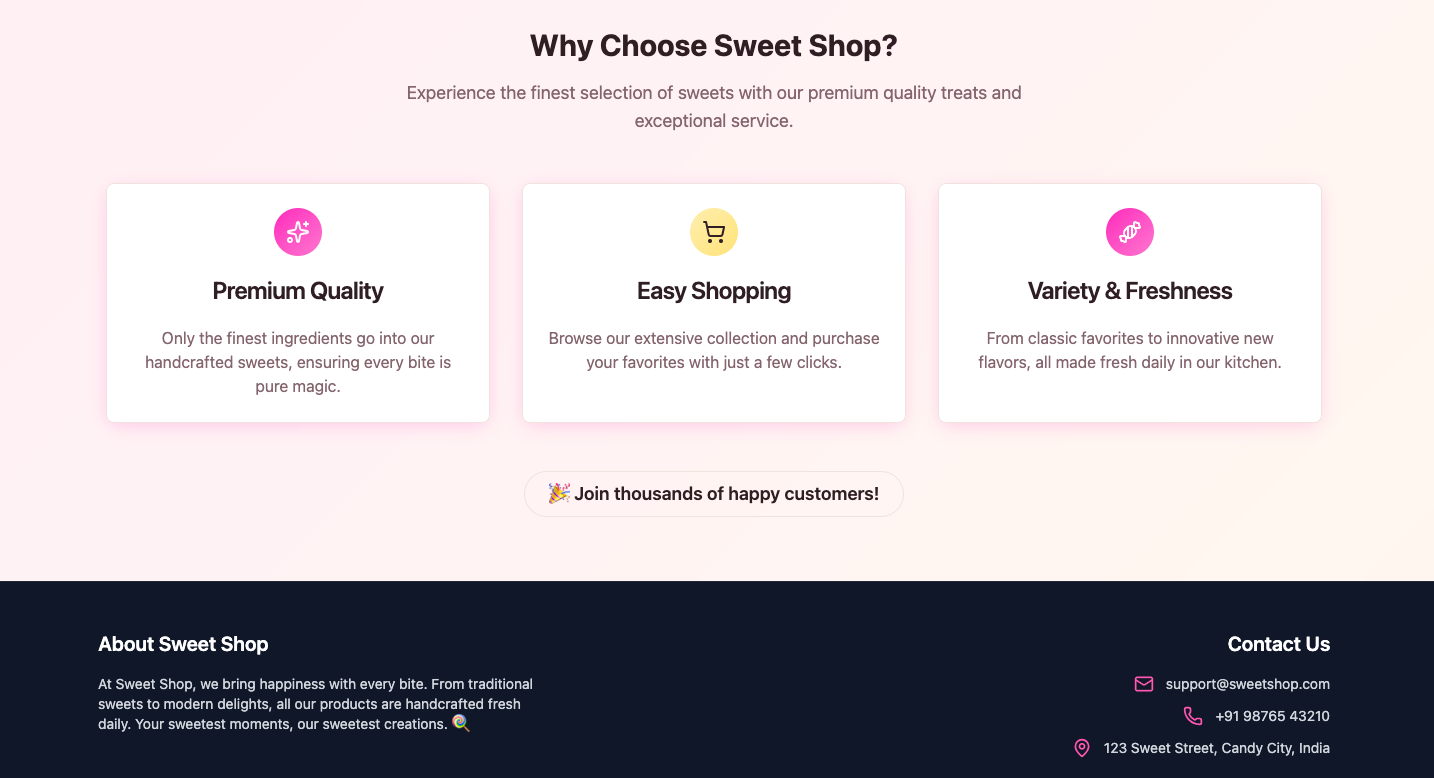 Why Choose Sweet Shop?
Experience the finest selection of sweets with our premium quality treats and
exceptional service.
Premium Quality
Only the finest ingredients go into our
handcrafted sweets, ensuring every bite is
pure magic.
Easy Shopping
Browse our extensive collection and purchase
your favorites with just a few clicks.
Variety & Freshness
From classic favorites to innovative new
flavors, all made fresh daily in our kitchen.
🎉 Join thousands of happy customers!
About Sweet Shop
At Sweet Shop, we bring happiness with every bite. From traditional
sweets to modern delights, all our products are handcrafted fresh
daily. Your sweetest moments, our sweetest creations. 🍭
Contact Us
support@sweetshop.com
+91 98765 43210
123 Sweet Street, Candy City, India